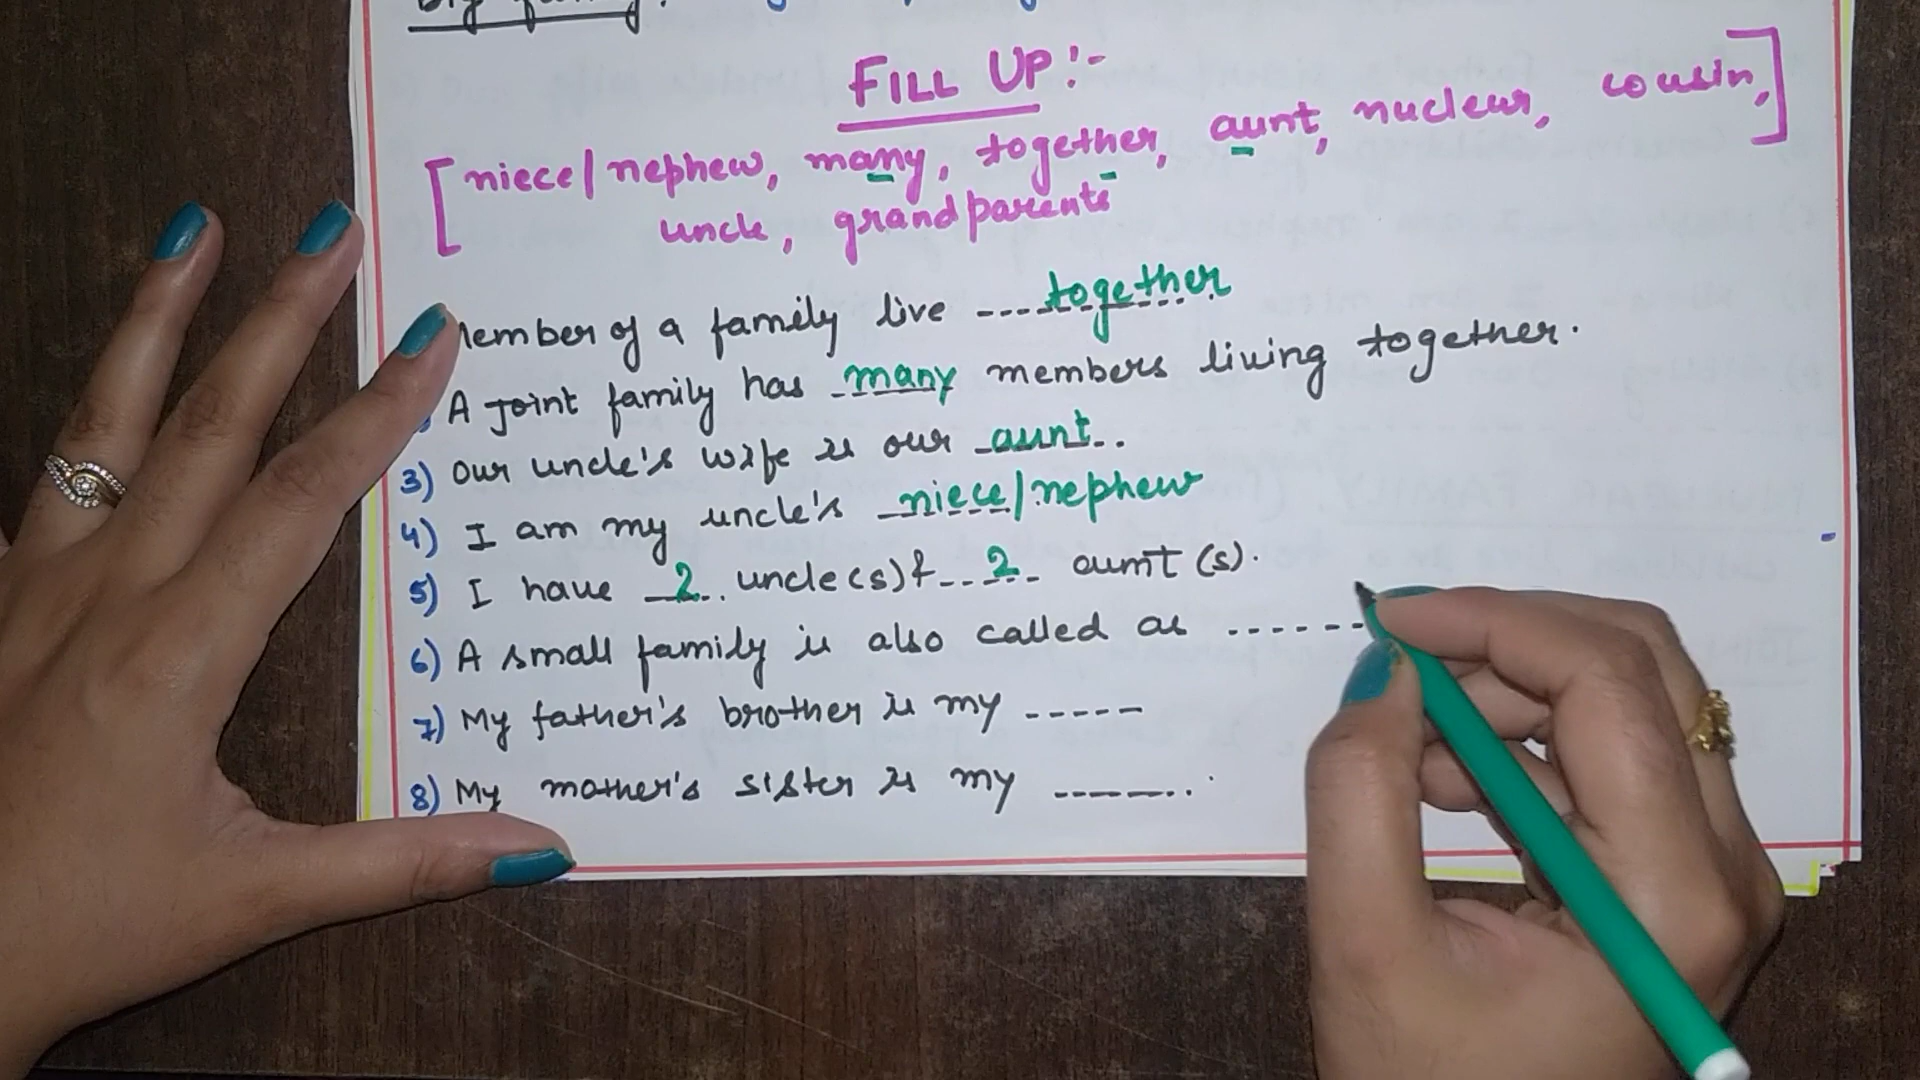 FILL UP:-
[niece/nephew, many, together, aunt, nuclear, cousin,]
uncle, grandparents
ember of a family live ------- together
A joint family has many members living together.
3) Our uncle's wife is our aunt.
4) I am my uncle's niece/nephew
5) I have 2 uncle(s) & 2 aunt (s).
6) A small family is also called as ------
7) My father's brother is my -----
8) My mother's sister is my ------- .